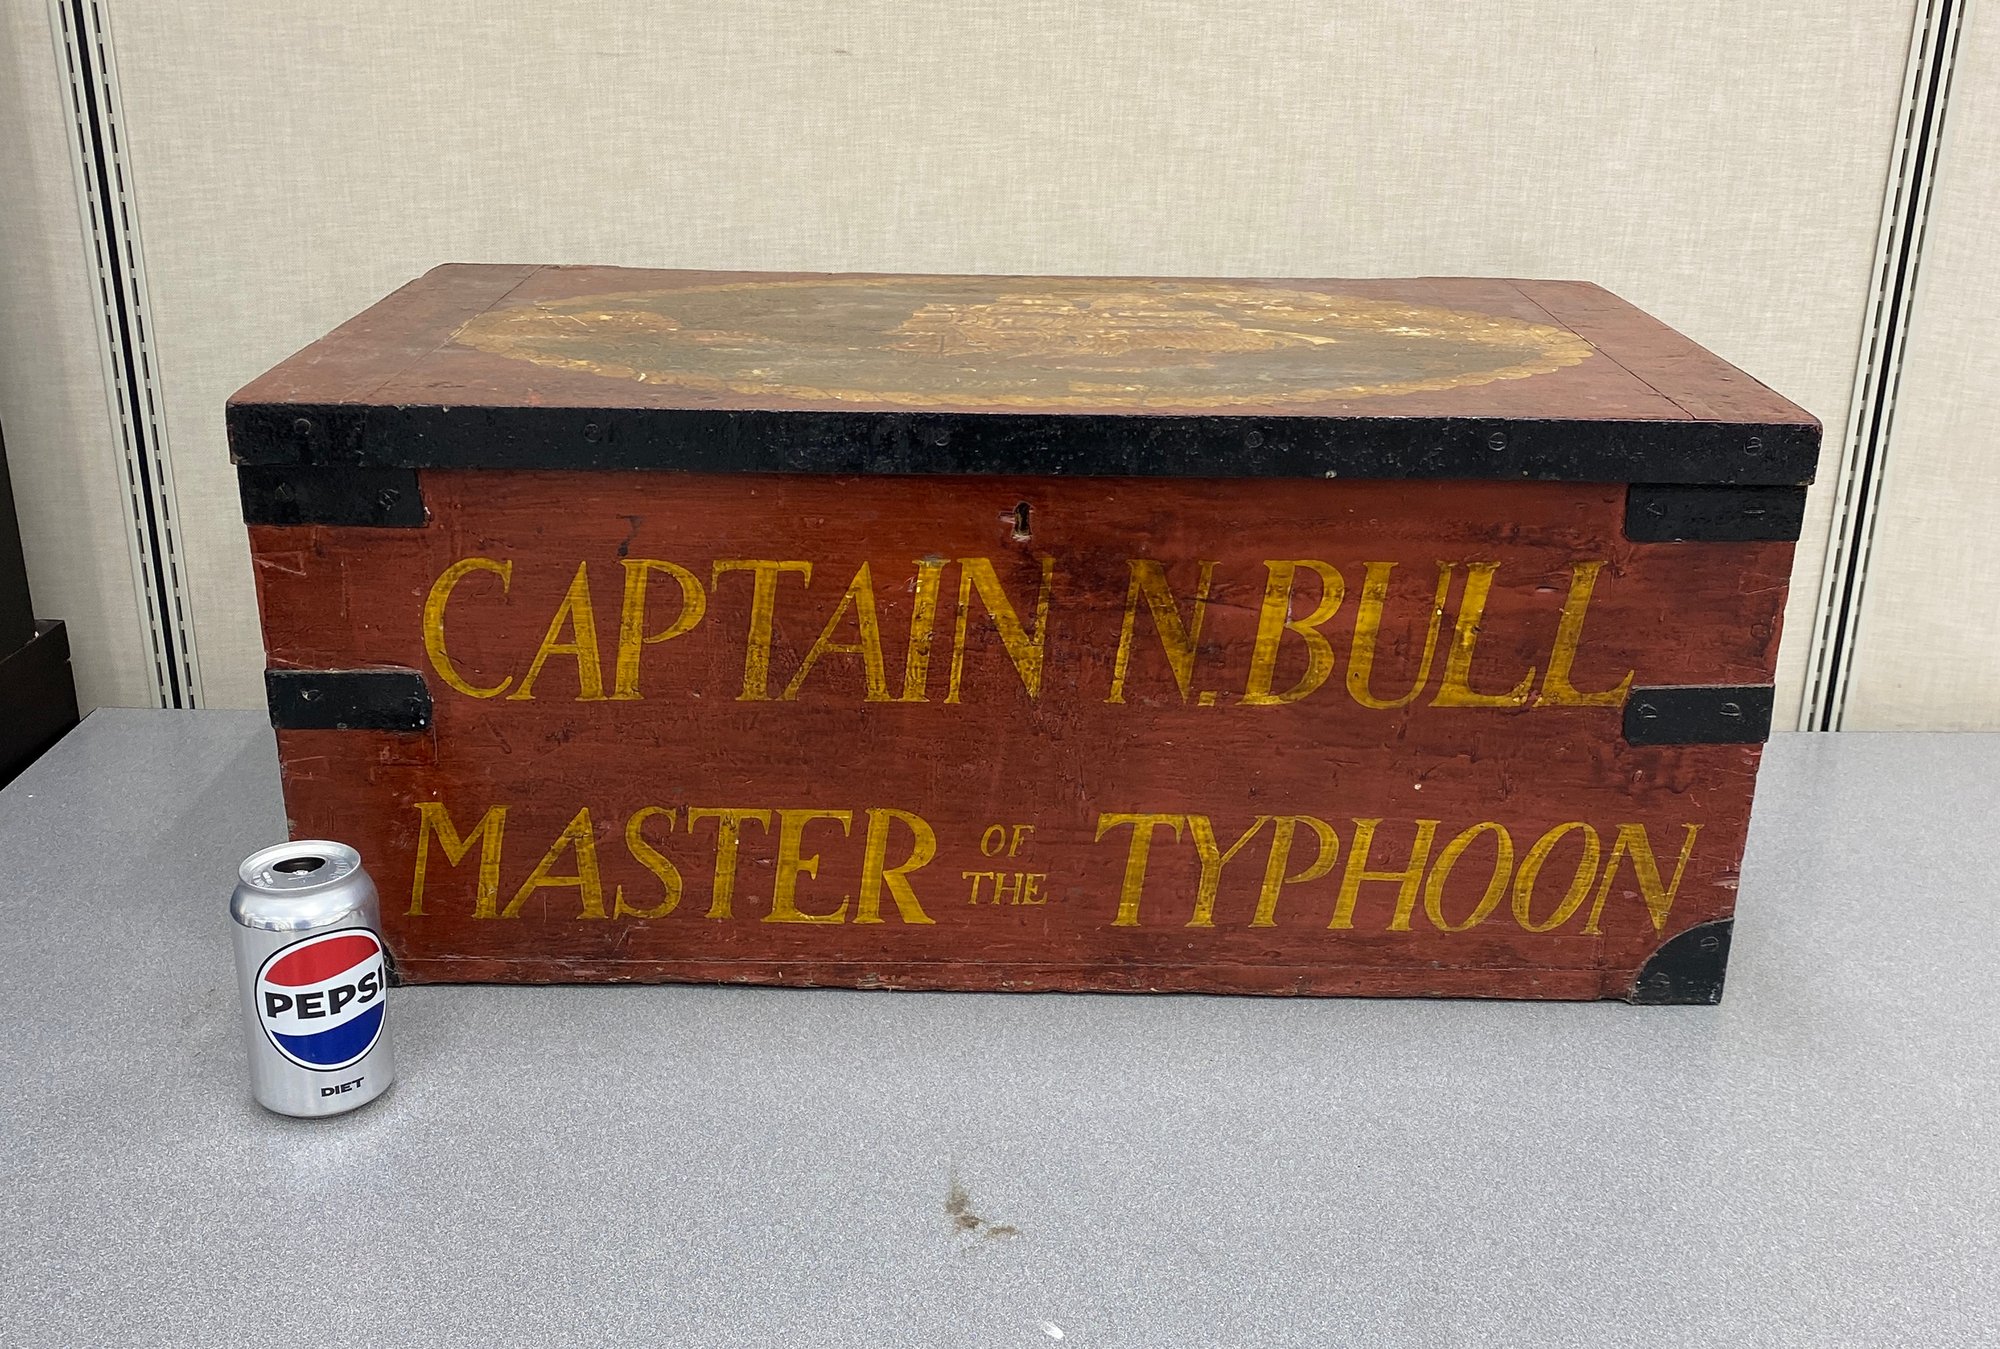 CAPTAIN N. BULL
MASTER OF THE TYPHOON
PEPSI
DIET